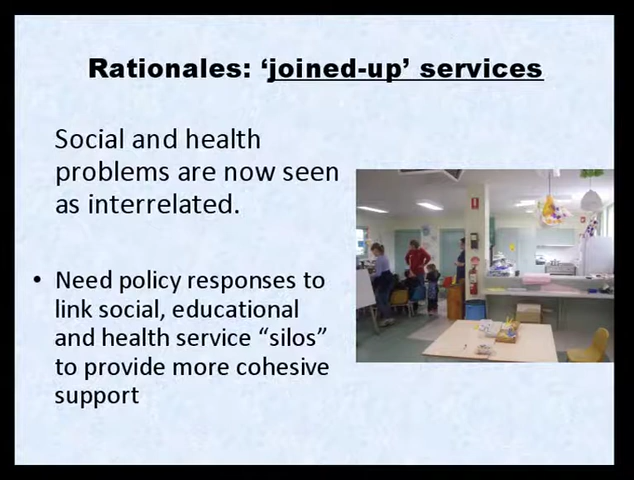 Rationales: ‘joined-up’ services
Social and health
problems are now seen
as interrelated.
• Need policy responses to
link social, educational
and health service “silos”
to provide more cohesive
support